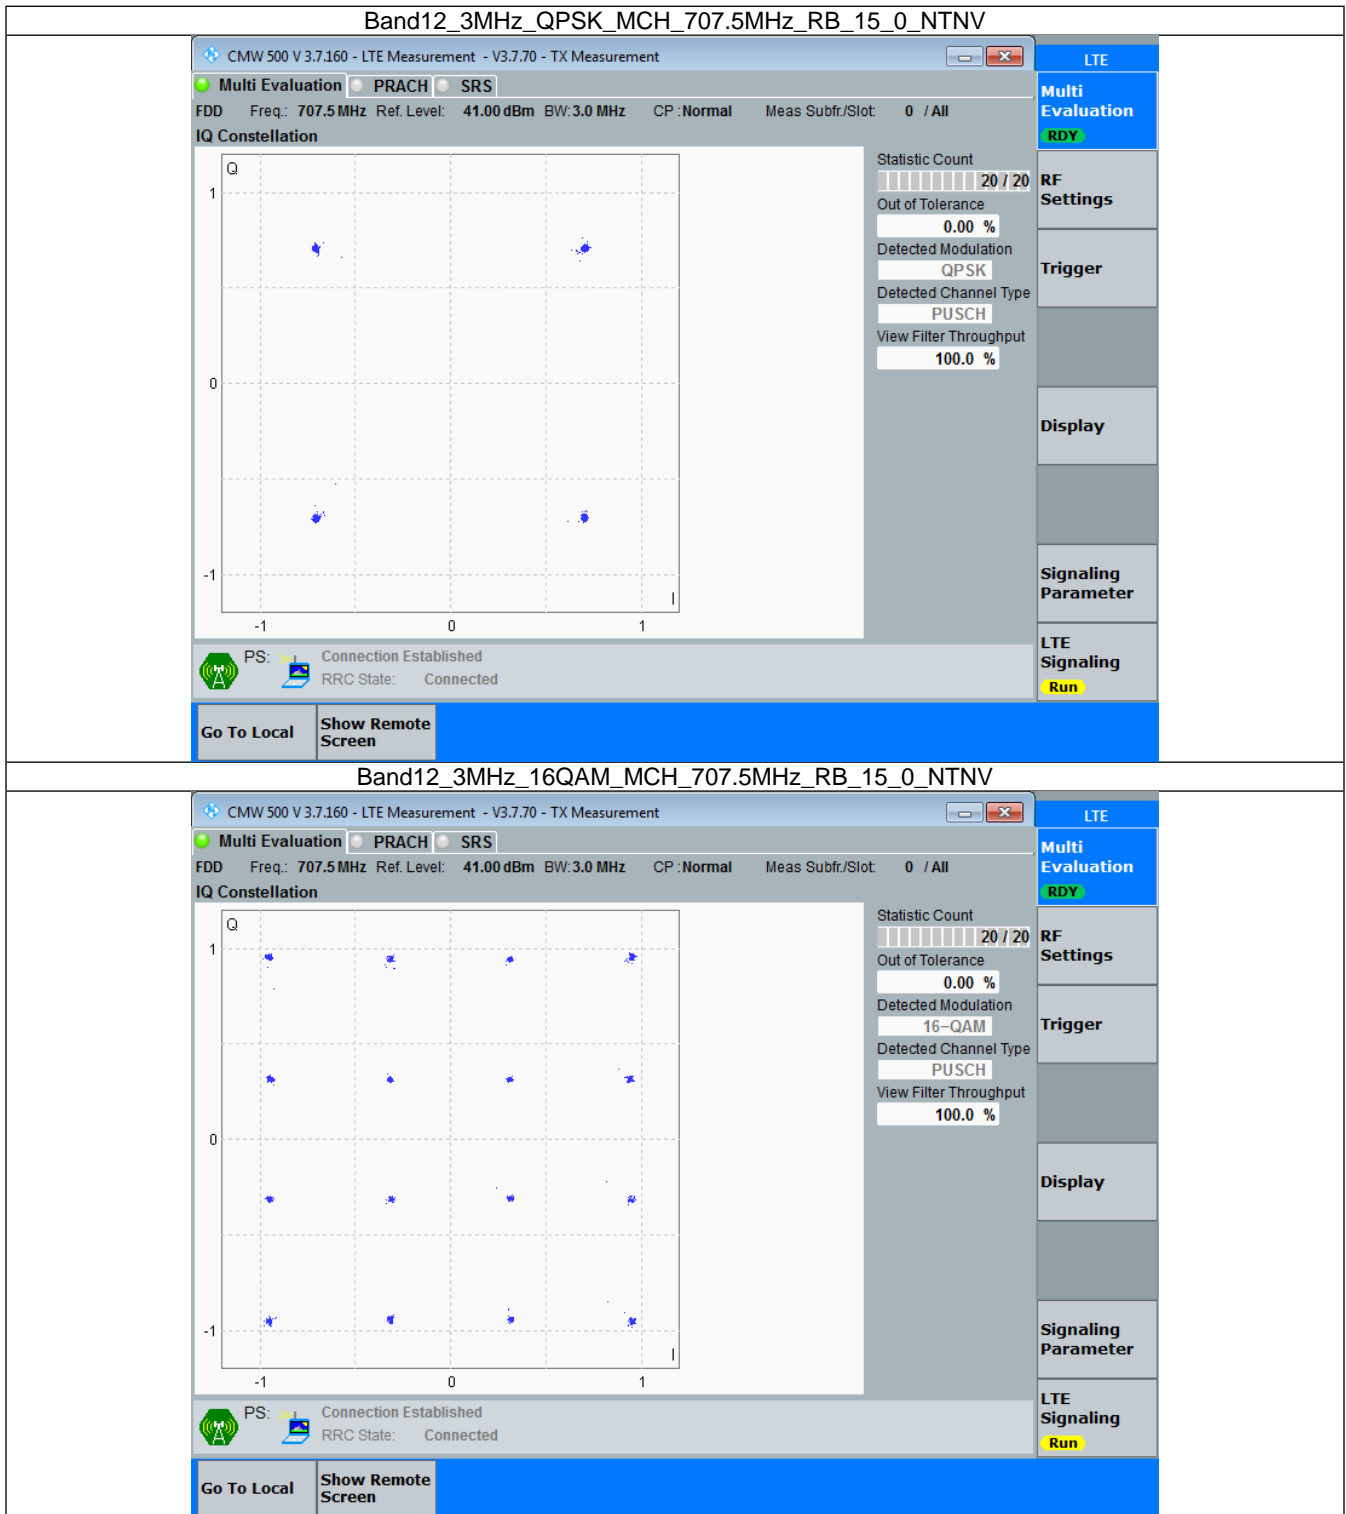 Band12_3MHz_QPSK_MCH_707.5MHz_RB_15_0_NTNV
CMW 500 V 3.7.160 - LTE Measurement - V3.7.70 - TX Measurement
LTE
Multi Evaluation PRACH SRS
Multi
Evaluation
RDY
FDD Freq.: 707.5 MHz Ref. Level: 41.00 dBm BW: 3.0 MHz CP : Normal Meas Subfr./Slot: 0 / All
IQ Constellation
Q
1
0
-1
I
-1 0 1
Statistic Count
20 / 20
Out of Tolerance
0.00 %
Detected Modulation
QPSK
Detected Channel Type
PUSCH
View Filter Throughput
100.0 %
RF
Settings
Trigger
Display
Signaling
Parameter
LTE
Signaling
Run
PS: Connection Established
RRC State: Connected
Go To Local
Show Remote
Screen
Band12_3MHz_16QAM_MCH_707.5MHz_RB_15_0_NTNV
CMW 500 V 3.7.160 - LTE Measurement - V3.7.70 - TX Measurement
LTE
Multi Evaluation PRACH SRS
Multi
Evaluation
RDY
FDD Freq.: 707.5 MHz Ref. Level: 41.00 dBm BW: 3.0 MHz CP : Normal Meas Subfr./Slot: 0 / All
IQ Constellation
Q
1
0
-1
I
-1 0 1
Statistic Count
20 / 20
Out of Tolerance
0.00 %
Detected Modulation
16-QAM
Detected Channel Type
PUSCH
View Filter Throughput
100.0 %
RF
Settings
Trigger
Display
Signaling
Parameter
LTE
Signaling
Run
PS: Connection Established
RRC State: Connected
Go To Local
Show Remote
Screen